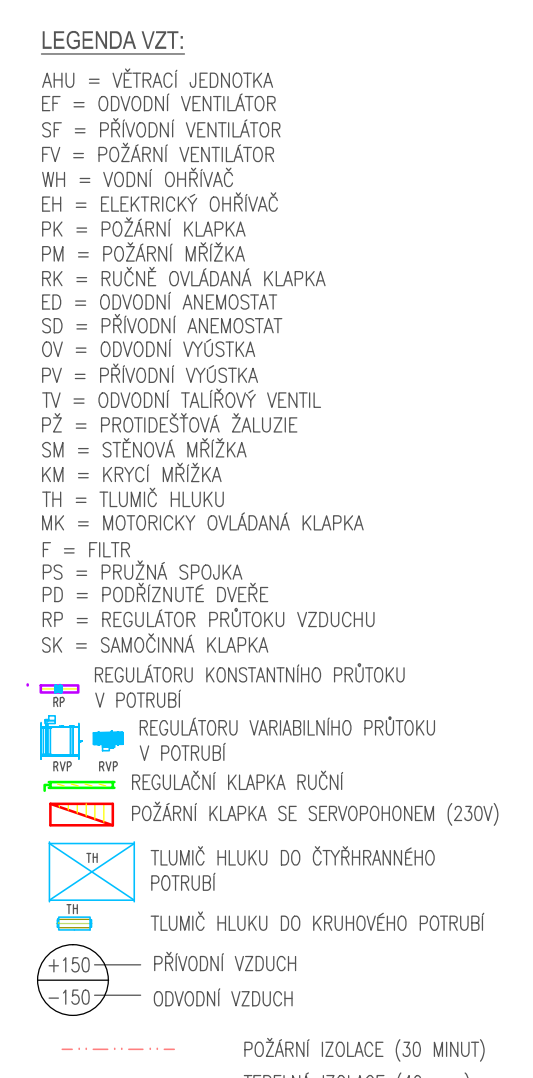 LEGENDA VZT:
AHU = VĚTRACÍ JEDNOTKA
EF = ODVODNÍ VENTILÁTOR
SF = PŘÍVODNÍ VENTILÁTOR
FV = POŽÁRNÍ VENTILÁTOR
WH = VODNÍ OHŘÍVAČ
EH = ELEKTRICKÝ OHŘÍVAČ
PK = POŽÁRNÍ KLAPKA
PM = POŽÁRNÍ MŘÍŽKA
RK = RUČNĚ OVLÁDANÁ KLAPKA
ED = ODVODNÍ ANEMOSTAT
SD = PŘÍVODNÍ ANEMOSTAT
OV = ODVODNÍ VYÚSTKA
PV = PŘÍVODNÍ VYÚSTKA
TV = ODVODNÍ TALÍŘOVÝ VENTIL
PŽ = PROTIDEŠŤOVÁ ŽALUZIE
SM = STĚNOVÁ MŘÍŽKA
KM = KRYCÍ MŘÍŽKA
TH = TLUMIČ HLUKU
MK = MOTORICKY OVLÁDANÁ KLAPKA
F = FILTR
PS = PRUŽNÁ SPOJKA
PD = PODŘÍZNUTÉ DVEŘE
RP = REGULÁTOR PRŮTOKU VZDUCHU
SK = SAMOČINNÁ KLAPKA
REGULÁTORU KONSTANTNÍHO PRŮTOKU
RP V POTRUBÍ
REGULÁTORU VARIABILNÍHO PRŮTOKU
V POTRUBÍ
RVP RVP
REGULAČNÍ KLAPKA RUČNÍ
POŽÁRNÍ KLAPKA SE SERVOPOHONEM (230V)
TH TLUMIČ HLUKU DO ČTYŘHRANNÉHO
POTRUBÍ
TH
TLUMIČ HLUKU DO KRUHOVÉHO POTRUBÍ
+150 PŘÍVODNÍ VZDUCH
-150 ODVODNÍ VZDUCH
POŽÁRNÍ IZOLACE (30 MINUT)